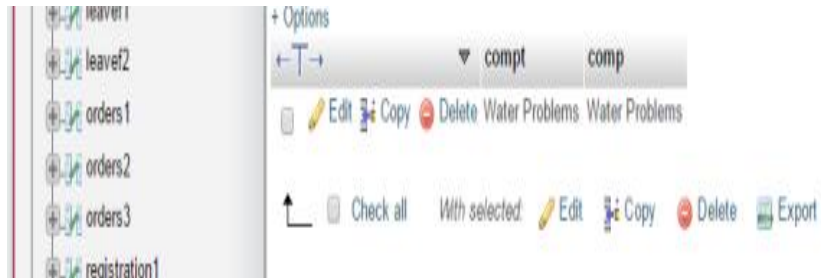 leavef1
leavef2
orders1
orders2
orders3
registration1
+ Options
←T→ ▼ compt comp
Edit Copy Delete Water Problems Water Problems
Check all With selected: Edit Copy Delete Export